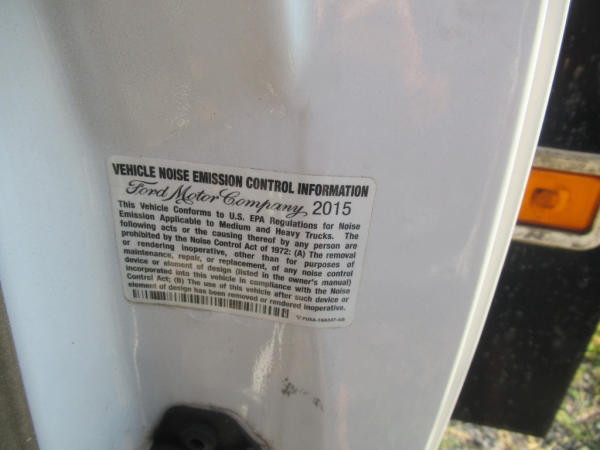 VEHICLE NOISE EMISSION CONTROL INFORMATION
Ford Motor Company 2015
This Vehicle Conforms to U.S. EPA Regulations for Noise
Emission Applicable to Medium and Heavy Trucks. The
following acts or the causing thereof by any person are
prohibited by the Noise Control Act of 1972: (A) The removal
or rendering inoperative, other than for purposes of
maintenance, repair, or replacement, of any noise control
device or element of design (listed in the owner's manual)
incorporated into this vehicle in compliance with the Noise
Control Act; (B) The use of this vehicle after such device or
element of design has been removed or rendered inoperative.